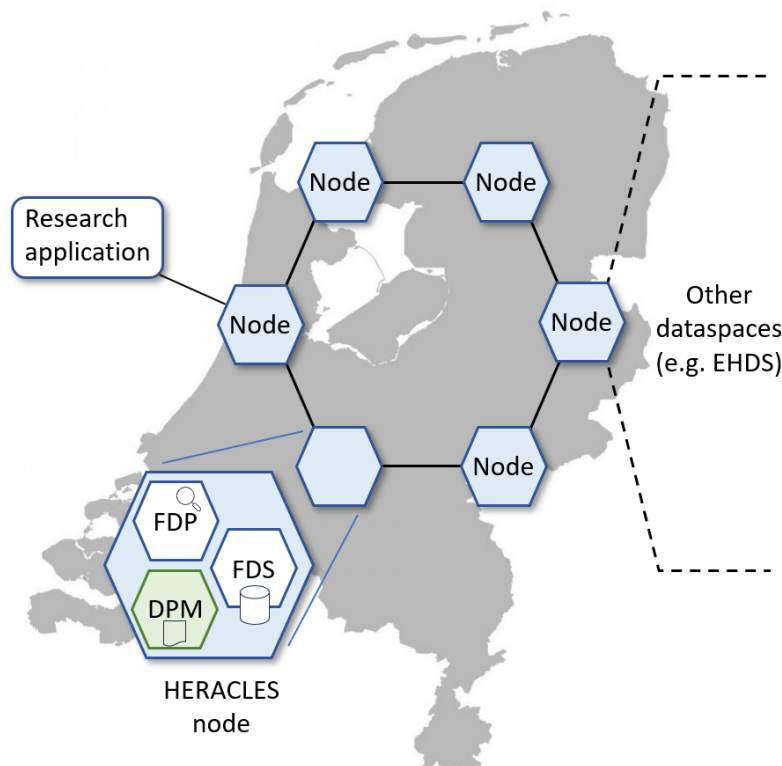 Node
Node
Research
application
Node
Node
Other
dataspaces
(e.g. EHDS)
Node
FDP
FDS
DPM
HERACLES
node